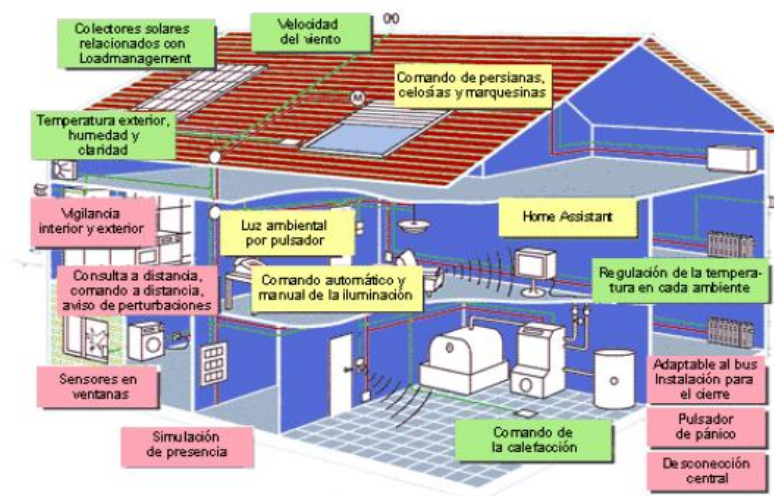 Colectores solares
relacionados con
Loadmanagement
Velocidad
del viento
Comando de persianas,
celosías y marquesinas
Temperatura exterior,
humedad y
claridad
M
Vigilancia
interior y exterior
Luz ambiental
por pulsador
Home Assistant
Consulta a distancia,
comando a distancia,
aviso de perturbaciones
Comando automático y
manual de la iluminación
Regulación de la tempera-
tura en cada ambiente
Sensores en
ventanas
Adaptable al bus
Instalación para
el cierre
Simulación
de presencia
Comando de
la calefacción
Pulsador
de pánico
Desconección
central